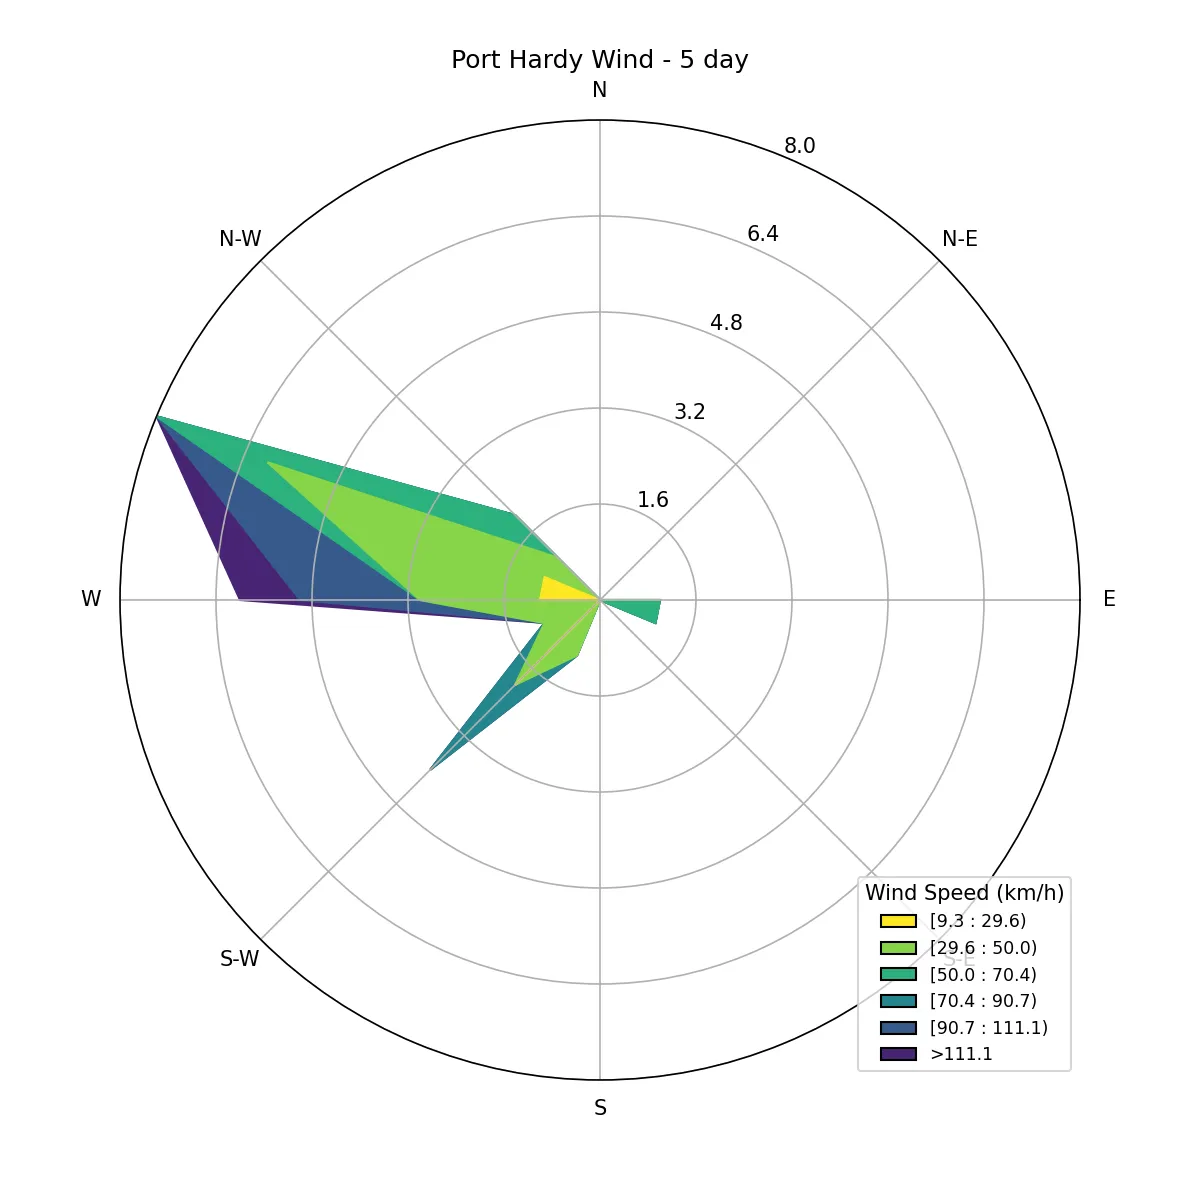 Port Hardy Wind - 5 day
N
8.0
N-W
N-E
6.4
4.8
3.2
1.6
W
E
S-W
S-E
S
Wind Speed (km/h)
[9.3 : 29.6)
[29.6 : 50.0)
[50.0 : 70.4)
[70.4 : 90.7)
[90.7 : 111.1)
>111.1